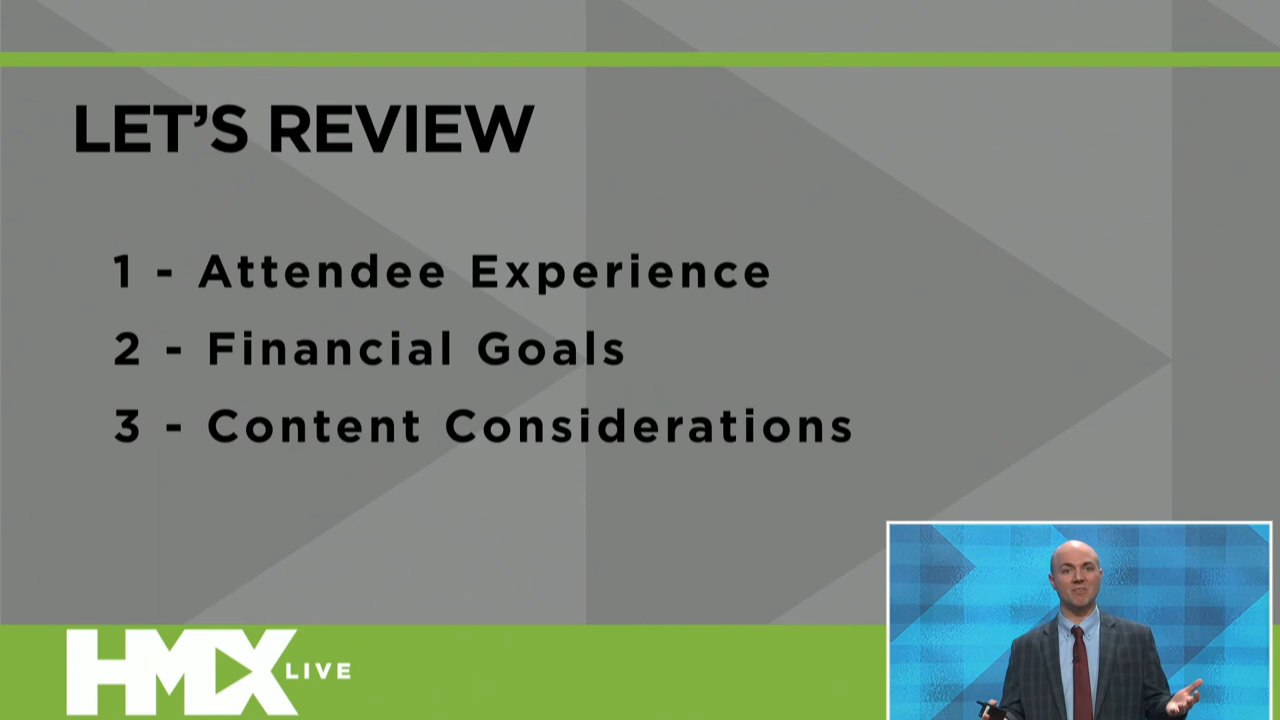 LET'S REVIEW
1 - Attendee Experience
2 - Financial Goals
3 - Content Considerations
HMX LIVE